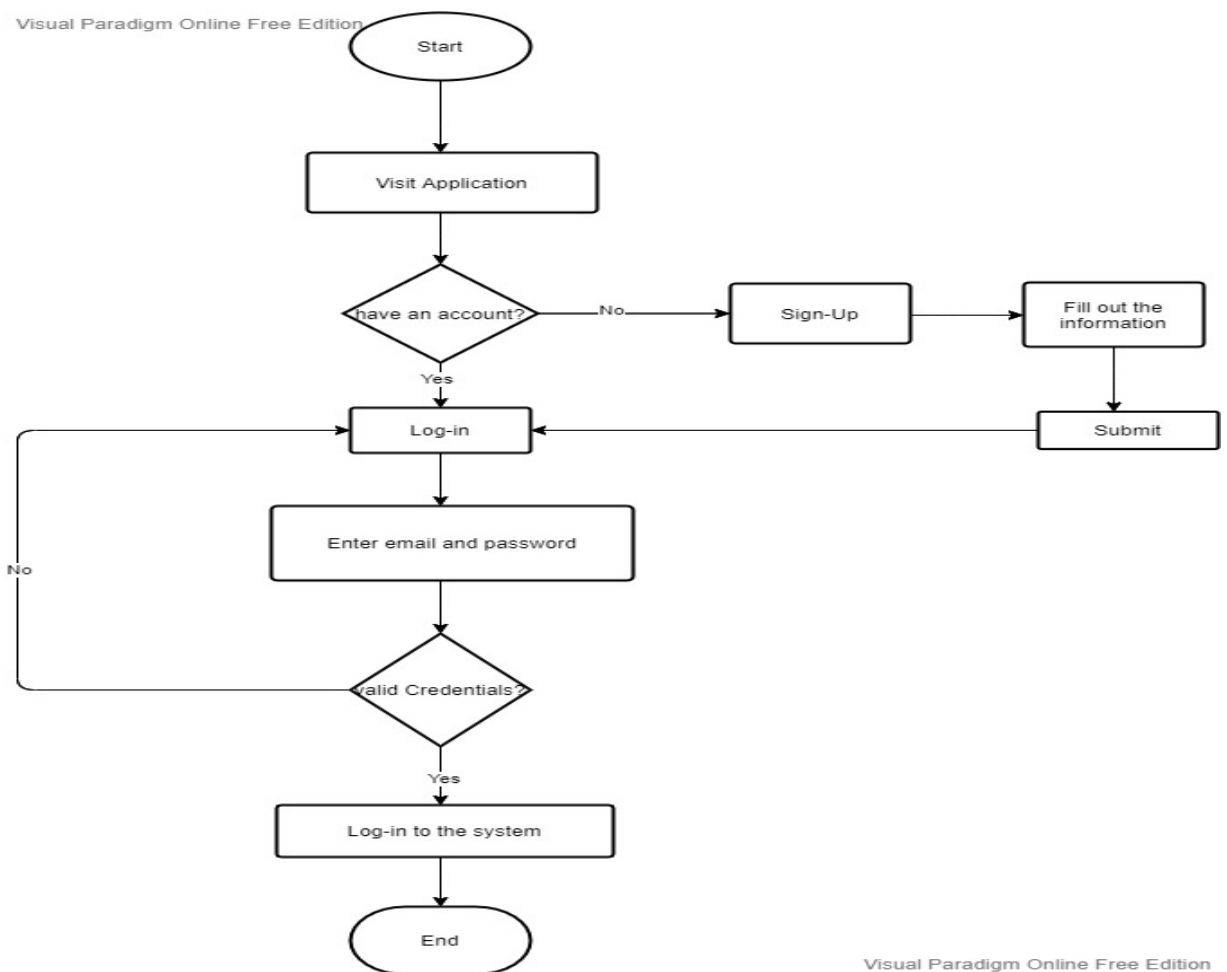 Visual Paradigm Online Free Edition
Start
Visit Application
have an account?
No
Sign-Up
Fill out the
information
Yes
Log-in
Submit
Enter email and password
No
valid Credentials?
Yes
Log-in to the system
End
Visual Paradigm Online Free Edition